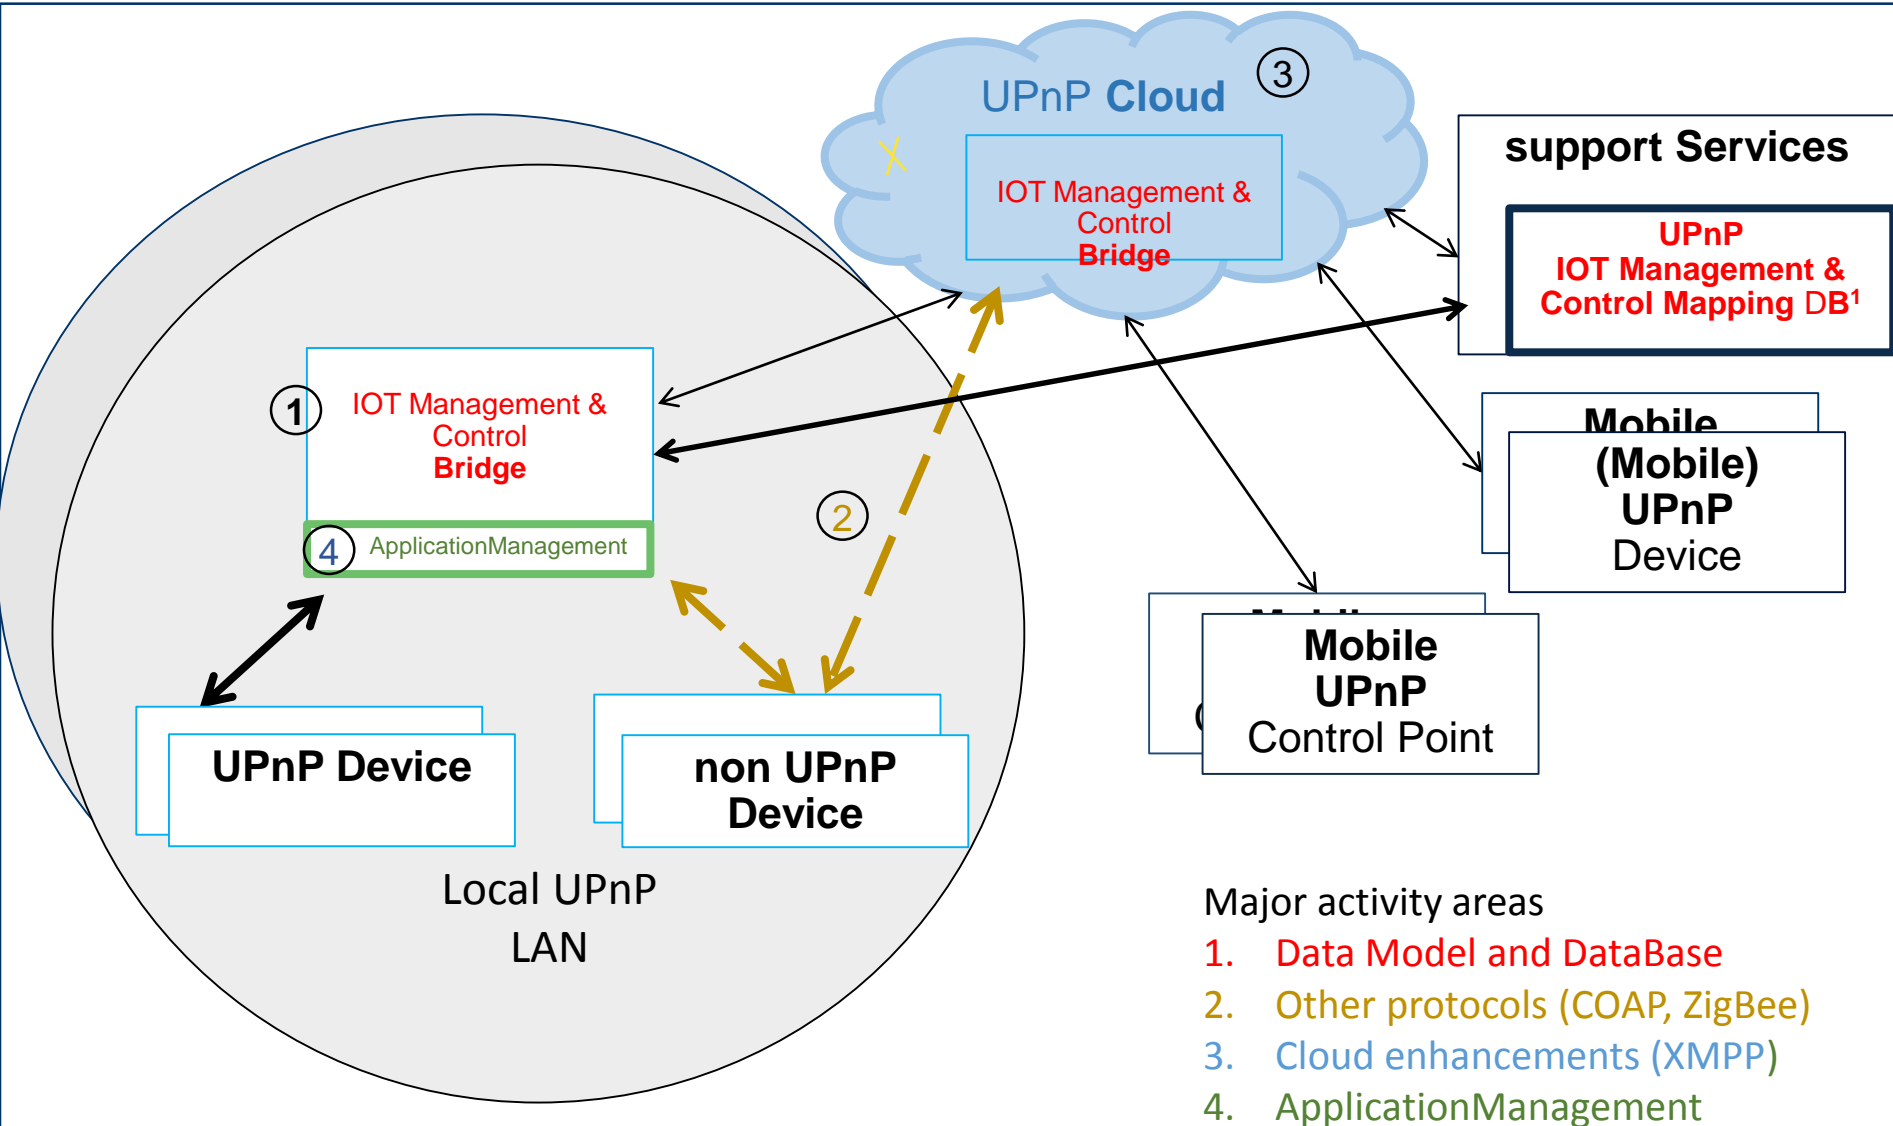 UPnP Cloud
3
X
IOT Management &
Control
Bridge
support Services
UPnP
IOT Management &
Control Mapping DB¹
1
IOT Management &
Control
Bridge
4
ApplicationManagement
2
Mobile
(Mobile)
UPnP
Device
Mobile
UPnP
Control Point
UPnP Device
non UPnP
Device
Local UPnP
LAN
Major activity areas
1. Data Model and DataBase
2. Other protocols (COAP, ZigBee)
3. Cloud enhancements (XMPP)
4. ApplicationManagement